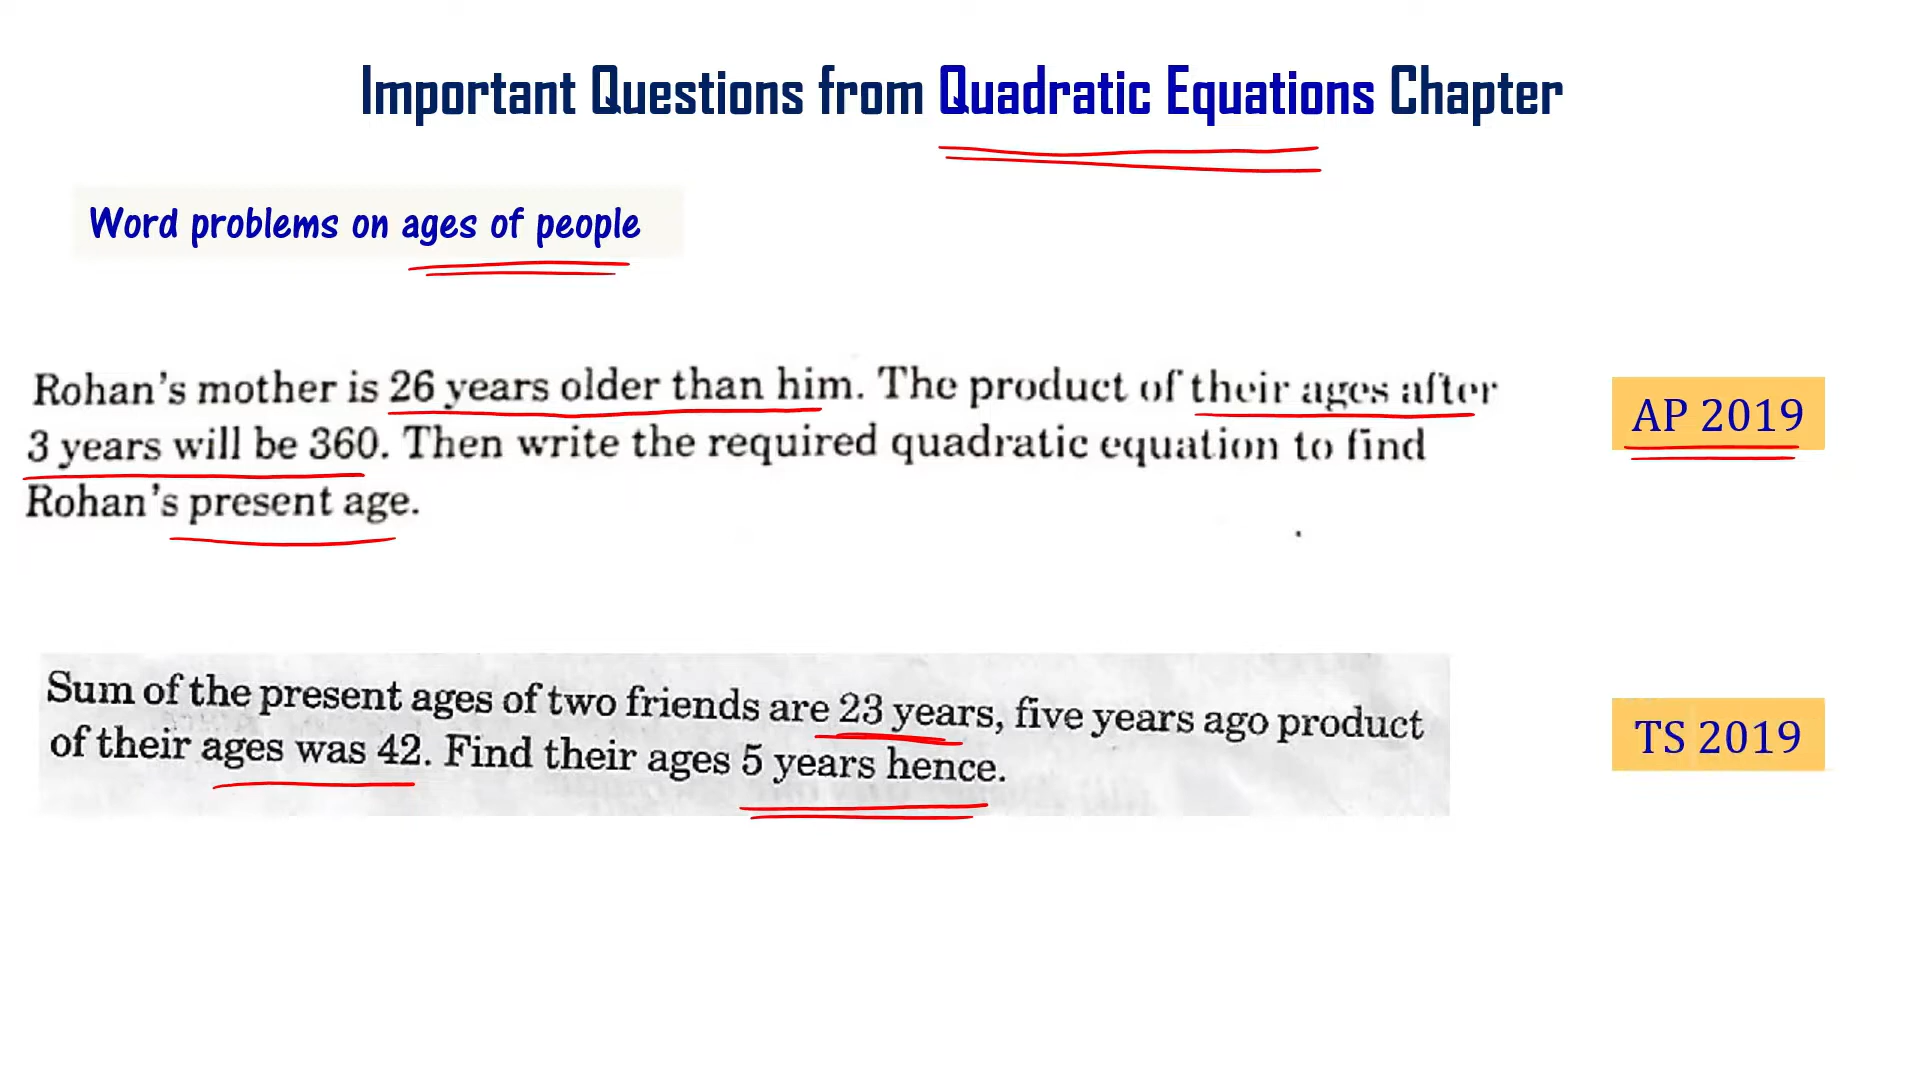 Important Questions from Quadratic Equations Chapter
Word problems on ages of people
Rohan's mother is 26 years older than him. The product of their ages after
3 years will be 360. Then write the required quadratic equation to find
Rohan's present age.
AP 2019
Sum of the present ages of two friends are 23 years, five years ago product
of their ages was 42. Find their ages 5 years hence.
TS 2019